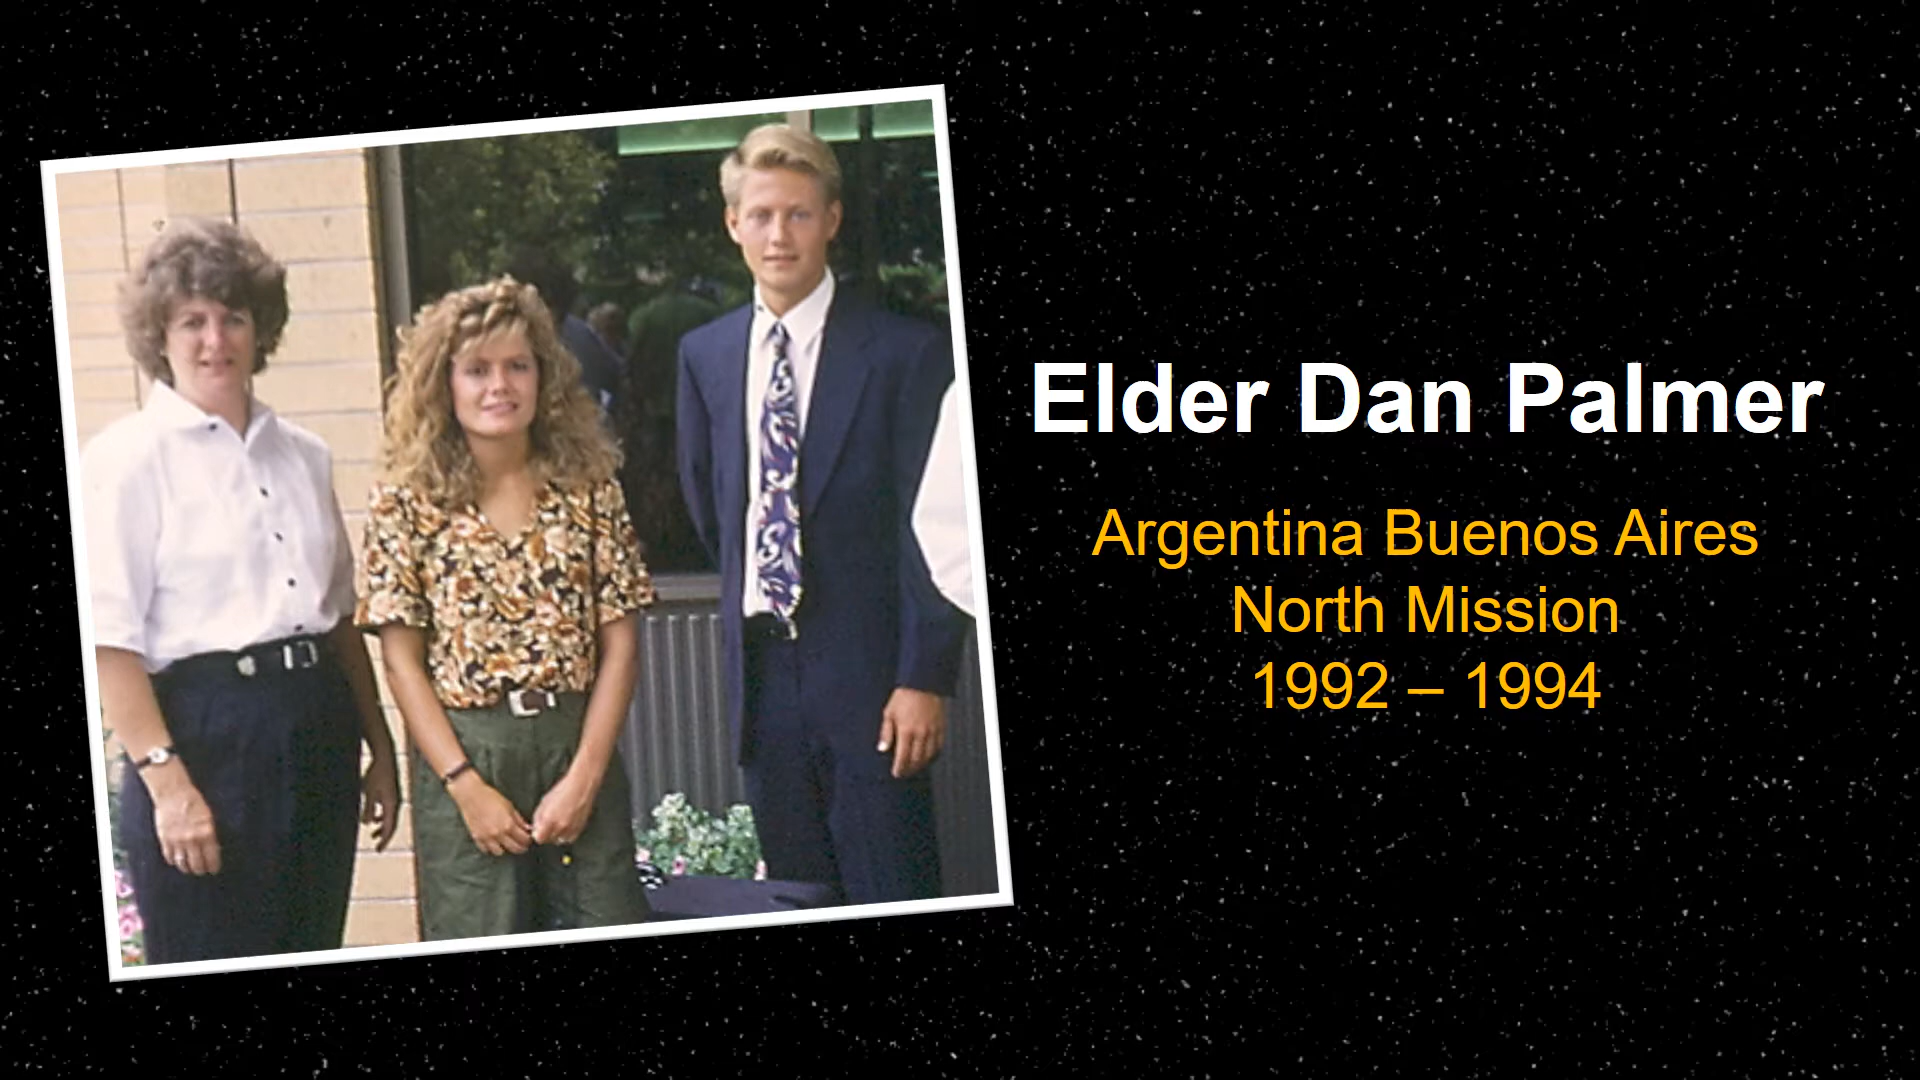 Elder Dan Palmer
Argentina Buenos Aires
North Mission
1992 – 1994